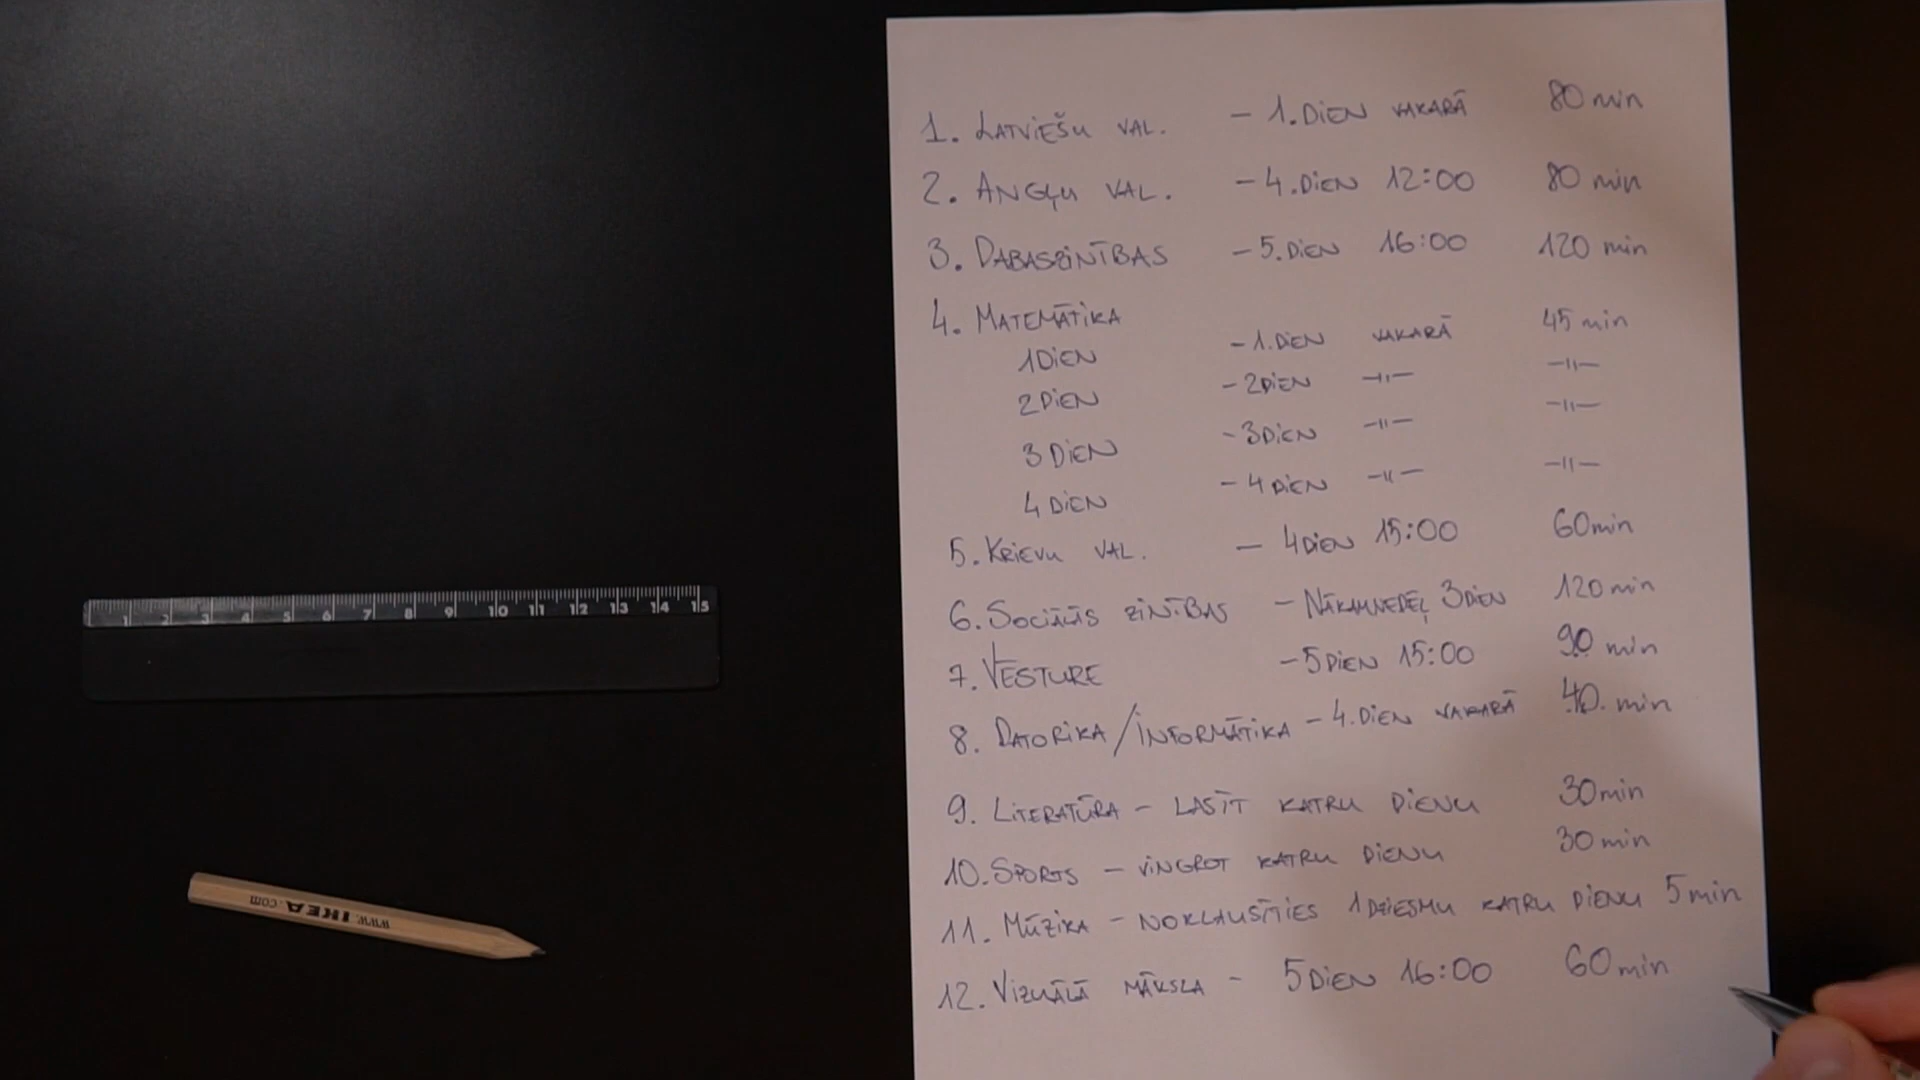 1. LATVIEŠU VAL. – 1.DIEN VAKARĀ 80 min
2. ANGĻU VAL. – 4.DIEN 12:00 80 min
3. DABASZINĪBAS – 5.DIEN 16:00 120 min
4. MATEMĀTIKA
1DIEN – 1.DIEN VAKARĀ 45 min
2DIEN – 2DIEN –"– –"–
3DIEN – 3DIEN –"– –"–
4DIEN – 4DIEN –"– –"–
5. KRIEVU VAL. – 4DIEN 15:00 60min
6. SOCIĀLĀS ZINĪBAS – NĀKAMNEDĒĻ 3DIEN 120 min
7. VĒSTURE – 5DIEN 15:00 90 min
8. DATORIKA/INFORMĀTIKA – 4.DIEN VAKARĀ 40. min
9. LITERATŪRA – LASĪT KATRU DIENU 30min
10. SPORTS – VINGROT KATRU DIENU 30min
11. MŪZIKA – NOKLAUSĪTIES 1DZIESMU KATRU DIENU 5min
12. VIZUĀLĀ MĀKSLA – 5DIEN 16:00 60min
1 2 3 4 5 6 7 8 9 10 11 12 13 14 15
WWW.IKEA.com